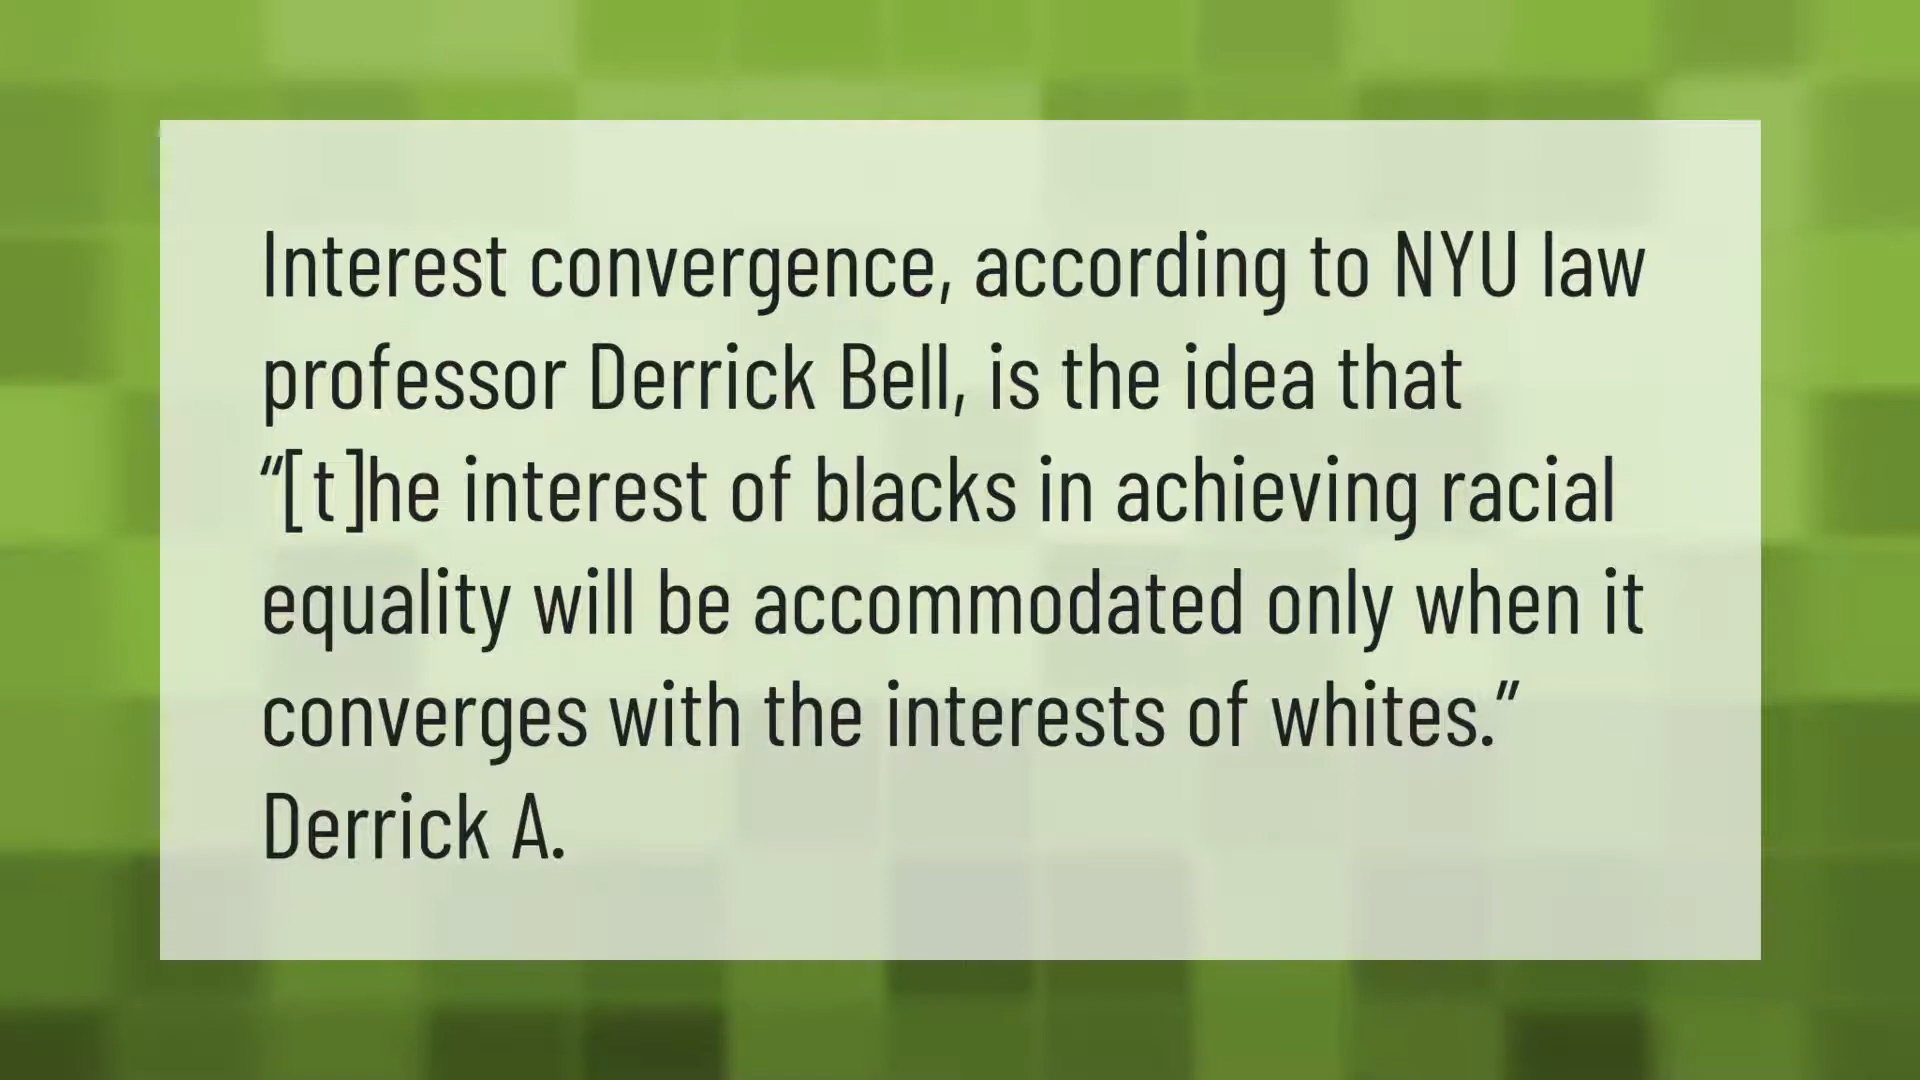 Interest convergence, according to NYU law
professor Derrick Bell, is the idea that
“[t]he interest of blacks in achieving racial
equality will be accommodated only when it
converges with the interests of whites.”
Derrick A.